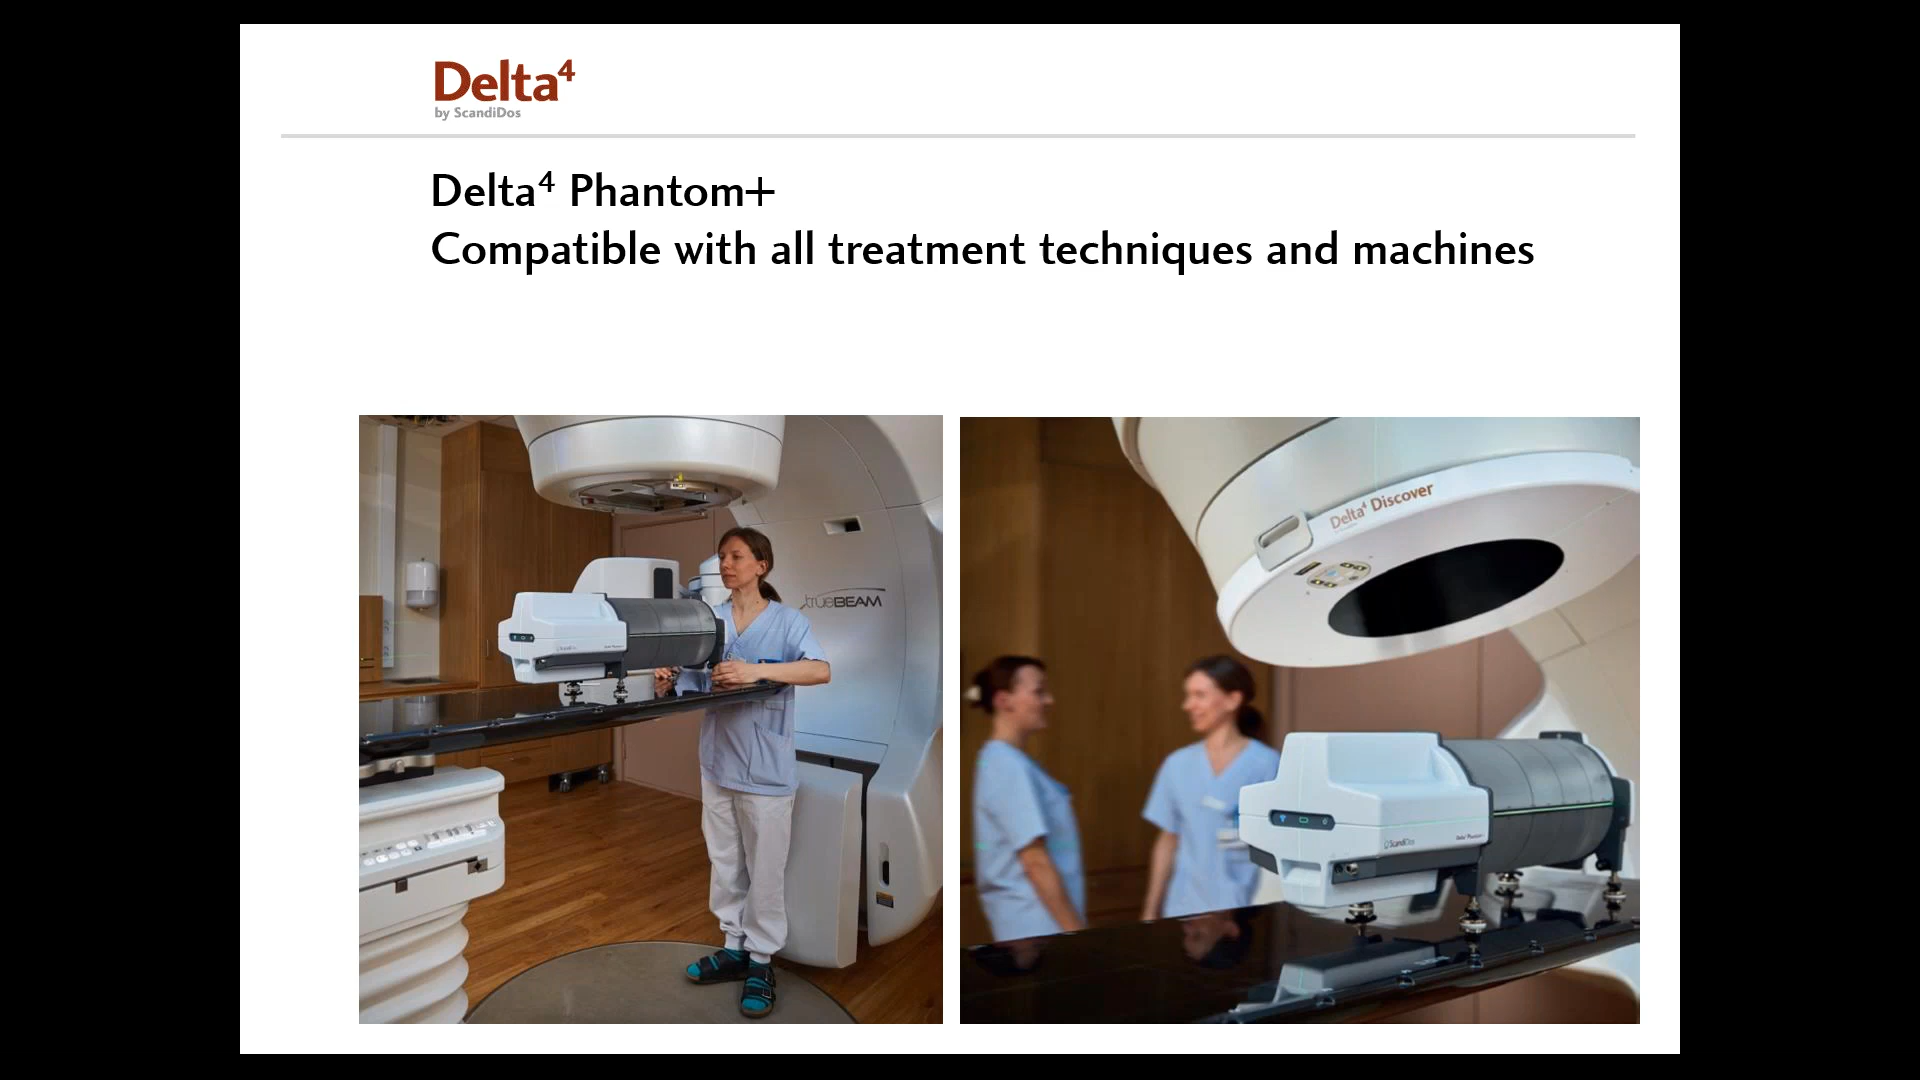 Delta⁴
by ScandiDos
Delta⁴ Phantom+
Compatible with all treatment techniques and machines
trueBEAM
Delta⁴ Discover
ScandiDos